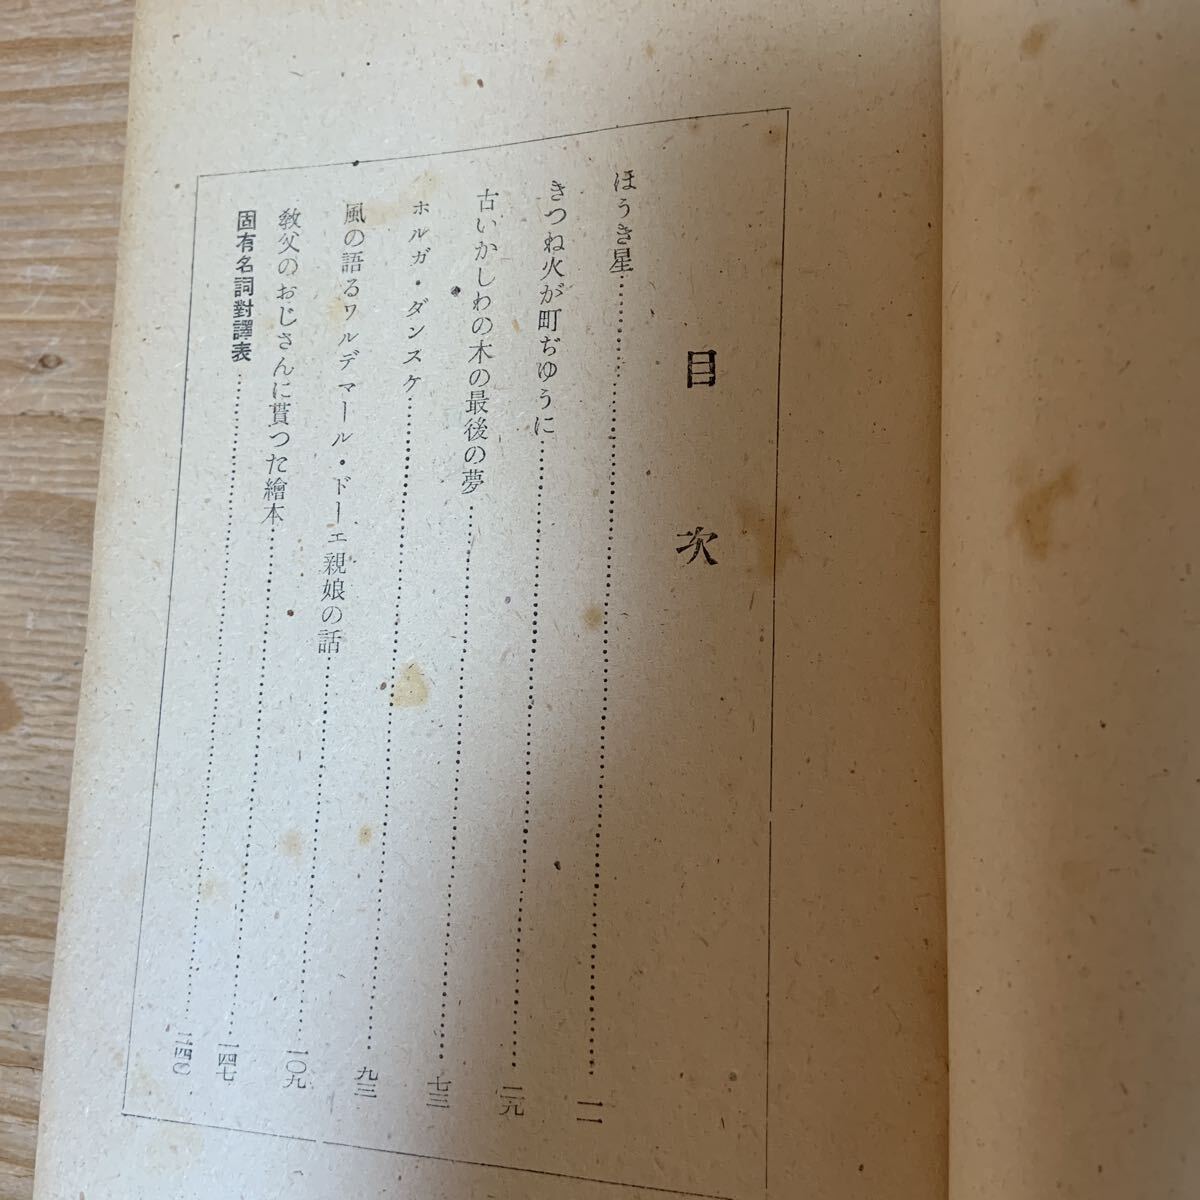 目次
ほうき星……一一
きつね火が町ぢゆうに……二九
古いかしわの木の最後の夢……七三
ホルガ・ダンスケ……九三
風の語るワルデマール・ドーエ親娘の話……一〇九
敎父のおじさんに貰つた繪本……一四七
固有名詞對譯表……二四〇